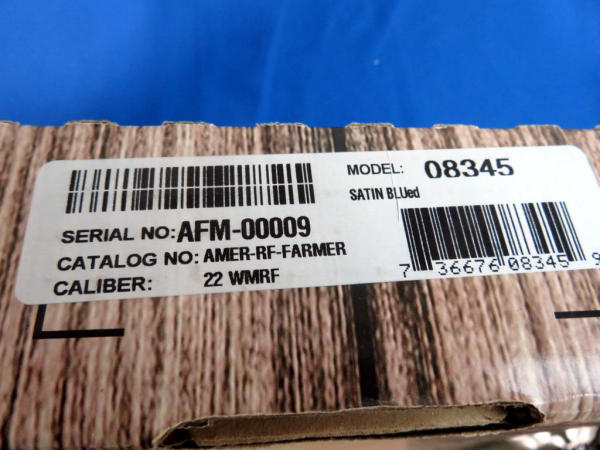 MODEL: 08345
SATIN BLUed
SERIAL NO: AFM-00009
CATALOG NO: AMER-RF-FARMER
CALIBER: 22 WMRF
7 36676 08345 9